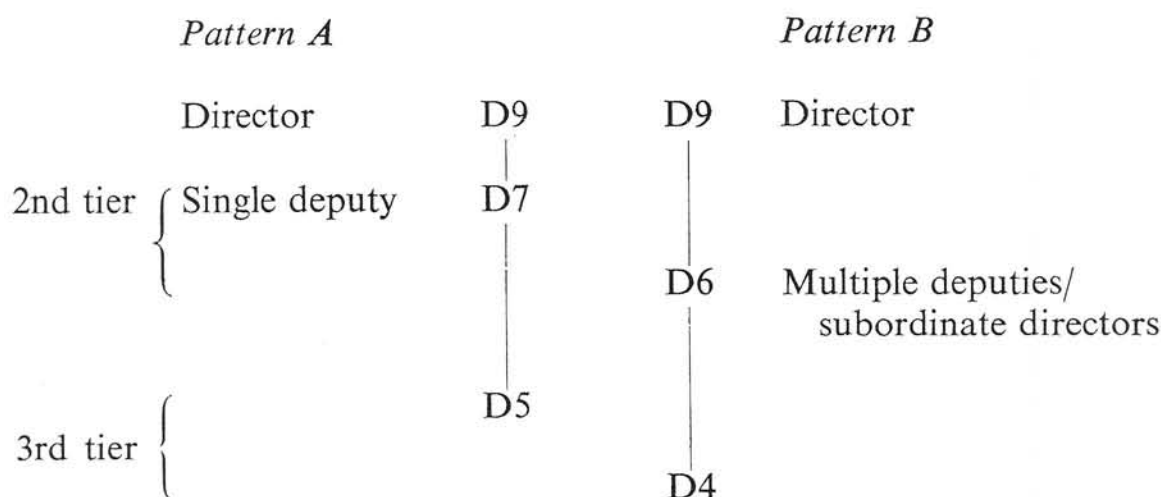 Pattern A Pattern B
Director D9 D9 Director
2nd tier Single deputy D7
D6 Multiple deputies/
subordinate directors
D5
3rd tier
D4